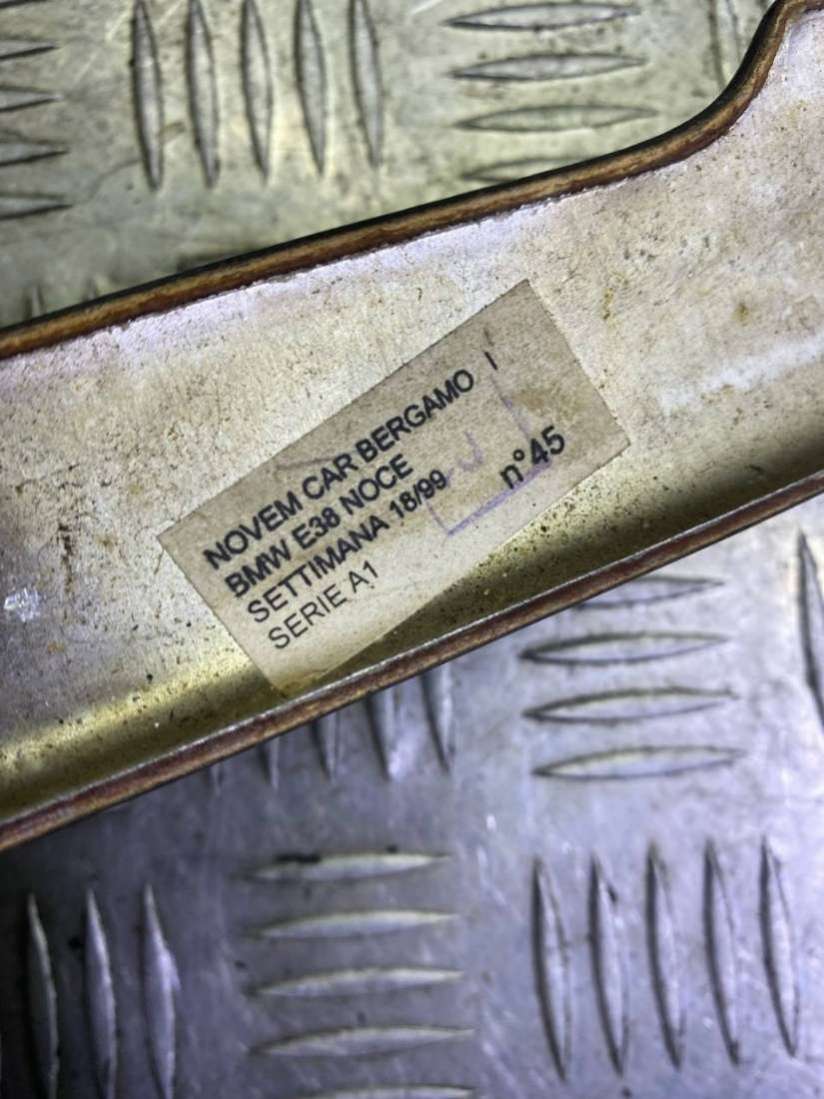 NOVEM CAR BERGAMO I
BMW E38 NOCE
SETTIMANA 18/99 n°45
SERIE A1